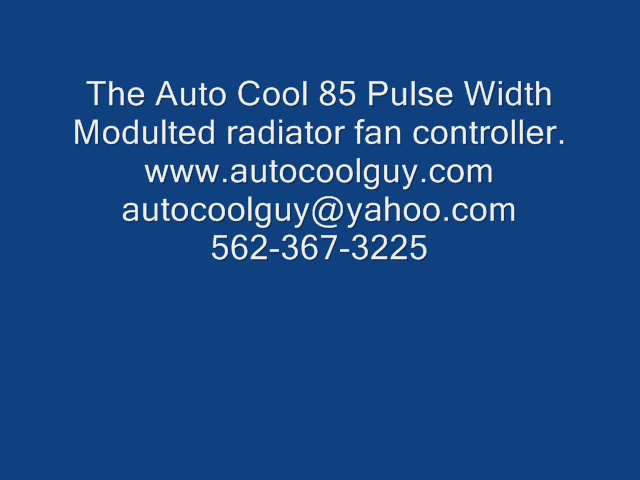 The Auto Cool 85 Pulse Width
Modulted radiator fan controller.
www.autocoolguy.com
autocoolguy@yahoo.com
562-367-3225